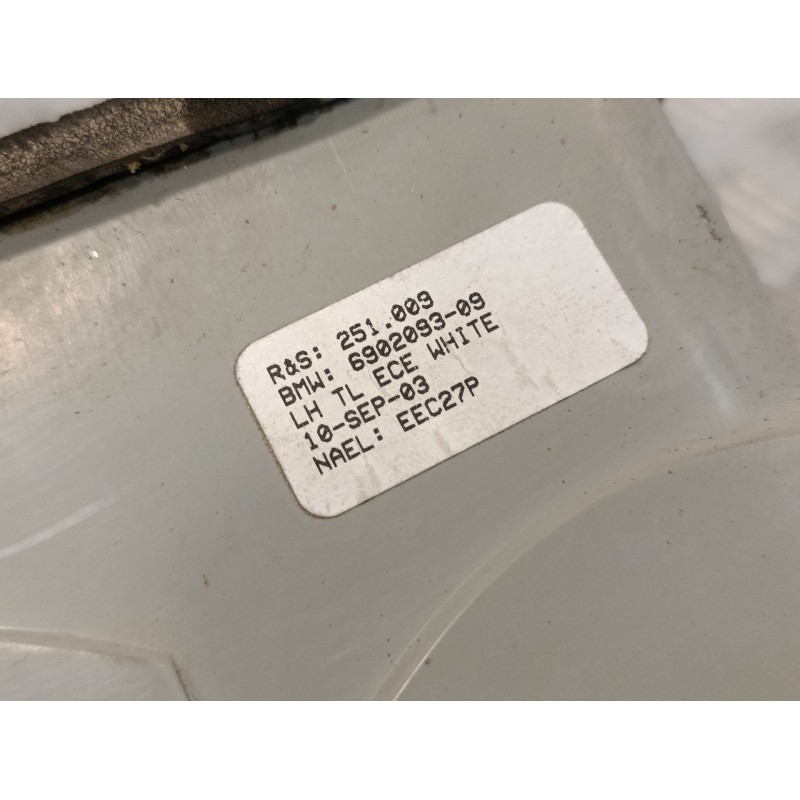 R&S: 251.009
BMW: 6902093-09
LH TL ECE WHITE
10-SEP-03
NAEL: EEC27P